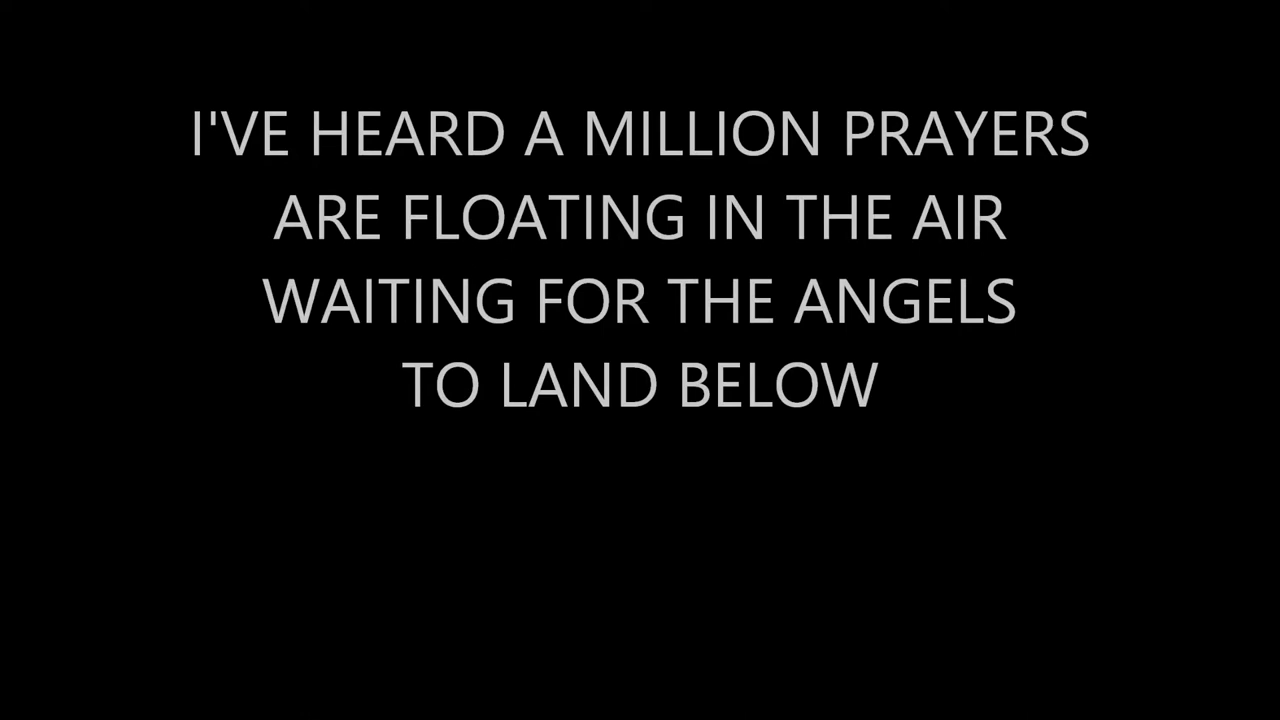 I'VE HEARD A MILLION PRAYERS
ARE FLOATING IN THE AIR
WAITING FOR THE ANGELS
TO LAND BELOW